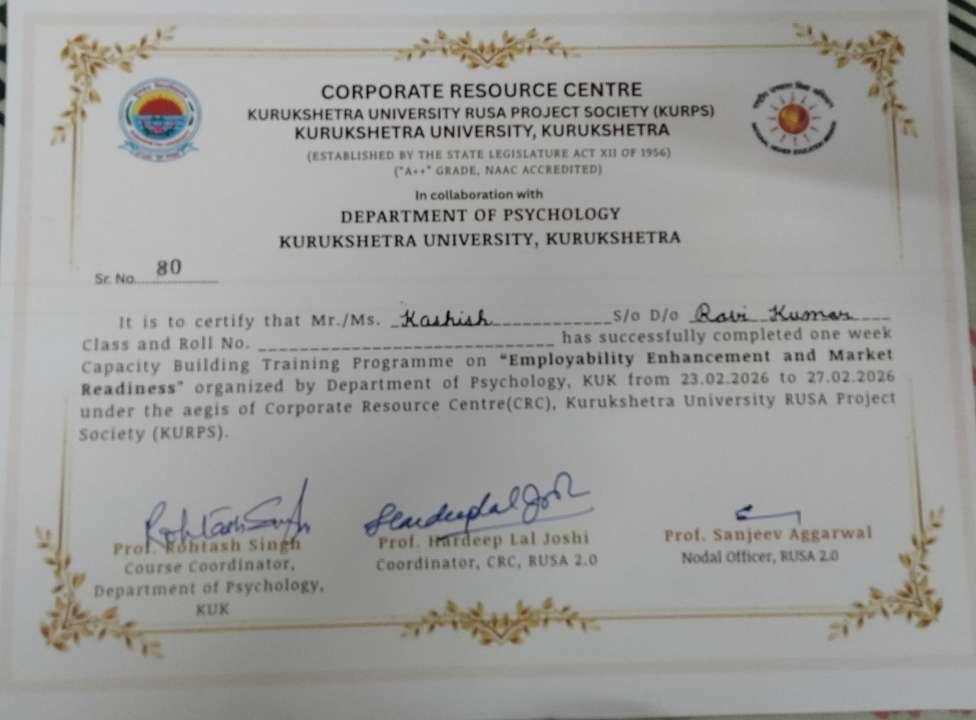 CORPORATE RESOURCE CENTRE
KURUKSHETRA UNIVERSITY RUSA PROJECT SOCIETY (KURPS)
KURUKSHETRA UNIVERSITY, KURUKSHETRA
(ESTABLISHED BY THE STATE LEGISLATURE ACT XII OF 1956)
("A++" GRADE, NAAC ACCREDITED)
In collaboration with
DEPARTMENT OF PSYCHOLOGY
KURUKSHETRA UNIVERSITY, KURUKSHETRA
Sr. No. 80
It is to certify that Mr./Ms. Kashish S/o D/o Ravi Kumar
Class and Roll No. has successfully completed one week
Capacity Building Training Programme on "Employability Enhancement and Market
Readiness" organized by Department of Psychology, KUK from 23.02.2026 to 27.02.2026
under the aegis of Corporate Resource Centre(CRC), Kurukshetra University RUSA Project
Society (KURPS).
Rohtash Singh
Hardeep Lal Joshi
Prof. Rohtash Singh
Course Coordinator,
Department of Psychology,
KUK
Prof. Hardeep Lal Joshi
Coordinator, CRC, RUSA 2.0
Prof. Sanjeev Aggarwal
Nodal Officer, RUSA 2.0